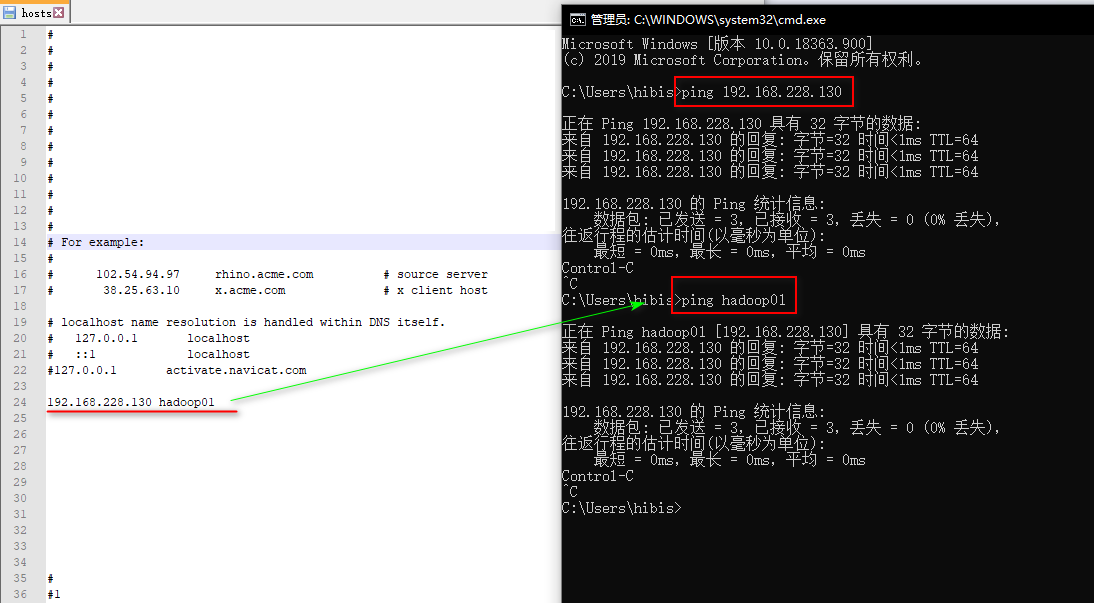 hosts
1 #
2 #
3 #
4 #
5 #
6 #
7 #
8 #
9 #
10 #
11 #
12 #
13 #
14 # For example:
15 #
16 #      102.54.94.97     rhino.acme.com          # source server
17 #       38.25.63.10     x.acme.com              # x client host
18
19 # localhost name resolution is handled within DNS itself.
20 #   127.0.0.1       localhost
21 #   ::1             localhost
22 #127.0.0.1       activate.navicat.com
23
24 192.168.228.130 hadoop01
25
26
27
28
29
30
31
32
33
34
35 #
36 #1
管理员: C:\WINDOWS\system32\cmd.exe
Microsoft Windows [版本 10.0.18363.900]
(c) 2019 Microsoft Corporation。保留所有权利。
C:\Users\hibis>ping 192.168.228.130
正在 Ping 192.168.228.130 具有 32 字节的数据:
来自 192.168.228.130 的回复: 字节=32 时间<1ms TTL=64
来自 192.168.228.130 的回复: 字节=32 时间<1ms TTL=64
来自 192.168.228.130 的回复: 字节=32 时间<1ms TTL=64
192.168.228.130 的 Ping 统计信息:
数据包: 已发送 = 3，已接收 = 3，丢失 = 0 (0% 丢失)，
往返行程的估计时间(以毫秒为单位):
最短 = 0ms，最长 = 0ms，平均 = 0ms
Control-C
^C
C:\Users\hibis>ping hadoop01
正在 Ping hadoop01 [192.168.228.130] 具有 32 字节的数据:
来自 192.168.228.130 的回复: 字节=32 时间<1ms TTL=64
来自 192.168.228.130 的回复: 字节=32 时间<1ms TTL=64
来自 192.168.228.130 的回复: 字节=32 时间<1ms TTL=64
192.168.228.130 的 Ping 统计信息:
数据包: 已发送 = 3，已接收 = 3，丢失 = 0 (0% 丢失)，
往返行程的估计时间(以毫秒为单位):
最短 = 0ms，最长 = 0ms，平均 = 0ms
Control-C
^C
C:\Users\hibis>